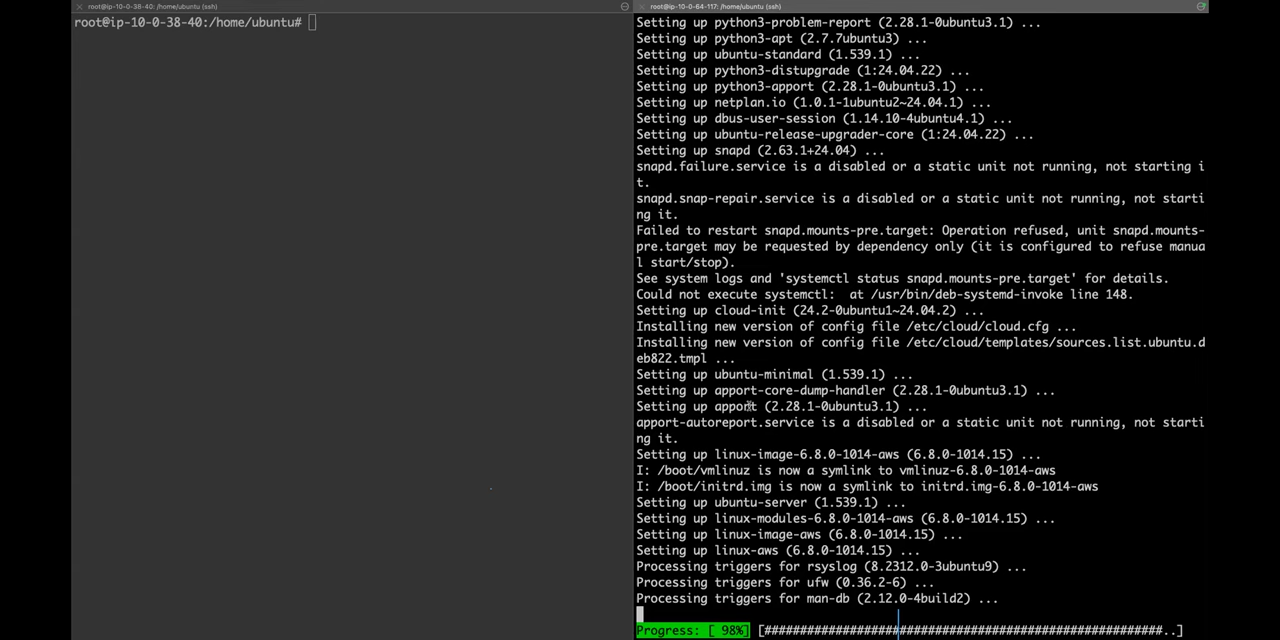 root@ip-10-0-38-40: /home/ubuntu (ssh)
root@ip-10-0-38-40:/home/ubuntu#
root@ip-10-0-64-117: /home/ubuntu (ssh)
Setting up python3-problem-report (2.28.1-0ubuntu3.1) ...
Setting up python3-apt (2.7.7ubuntu3) ...
Setting up ubuntu-standard (1.539.1) ...
Setting up python3-distupgrade (1:24.04.22) ...
Setting up python3-apport (2.28.1-0ubuntu3.1) ...
Setting up netplan.io (1.0.1-1ubuntu2~24.04.1) ...
Setting up dbus-user-session (1.14.10-4ubuntu4.1) ...
Setting up ubuntu-release-upgrader-core (1:24.04.22) ...
Setting up snapd (2.63.1+24.04) ...
snapd.failure.service is a disabled or a static unit not running, not starting i
t.
snapd.snap-repair.service is a disabled or a static unit not running, not starti
ng it.
Failed to restart snapd.mounts-pre.target: Operation refused, unit snapd.mounts-
pre.target may be requested by dependency only (it is configured to refuse manua
l start/stop).
See system logs and 'systemctl status snapd.mounts-pre.target' for details.
Could not execute systemctl:  at /usr/bin/deb-systemd-invoke line 148.
Setting up cloud-init (24.2-0ubuntu1~24.04.2) ...
Installing new version of config file /etc/cloud/cloud.cfg ...
Installing new version of config file /etc/cloud/templates/sources.list.ubuntu.d
eb822.tmpl ...
Setting up ubuntu-minimal (1.539.1) ...
Setting up apport-core-dump-handler (2.28.1-0ubuntu3.1) ...
Setting up apport (2.28.1-0ubuntu3.1) ...
apport-autoreport.service is a disabled or a static unit not running, not starti
ng it.
Setting up linux-image-6.8.0-1014-aws (6.8.0-1014.15) ...
I: /boot/vmlinuz is now a symlink to vmlinuz-6.8.0-1014-aws
I: /boot/initrd.img is now a symlink to initrd.img-6.8.0-1014-aws
Setting up ubuntu-server (1.539.1) ...
Setting up linux-modules-6.8.0-1014-aws (6.8.0-1014.15) ...
Setting up linux-image-aws (6.8.0-1014.15) ...
Setting up linux-aws (6.8.0-1014.15) ...
Processing triggers for rsyslog (8.2312.0-3ubuntu9) ...
Processing triggers for ufw (0.36.2-6) ...
Processing triggers for man-db (2.12.0-4build2) ...
Progress: [ 98%] [########################################################..]